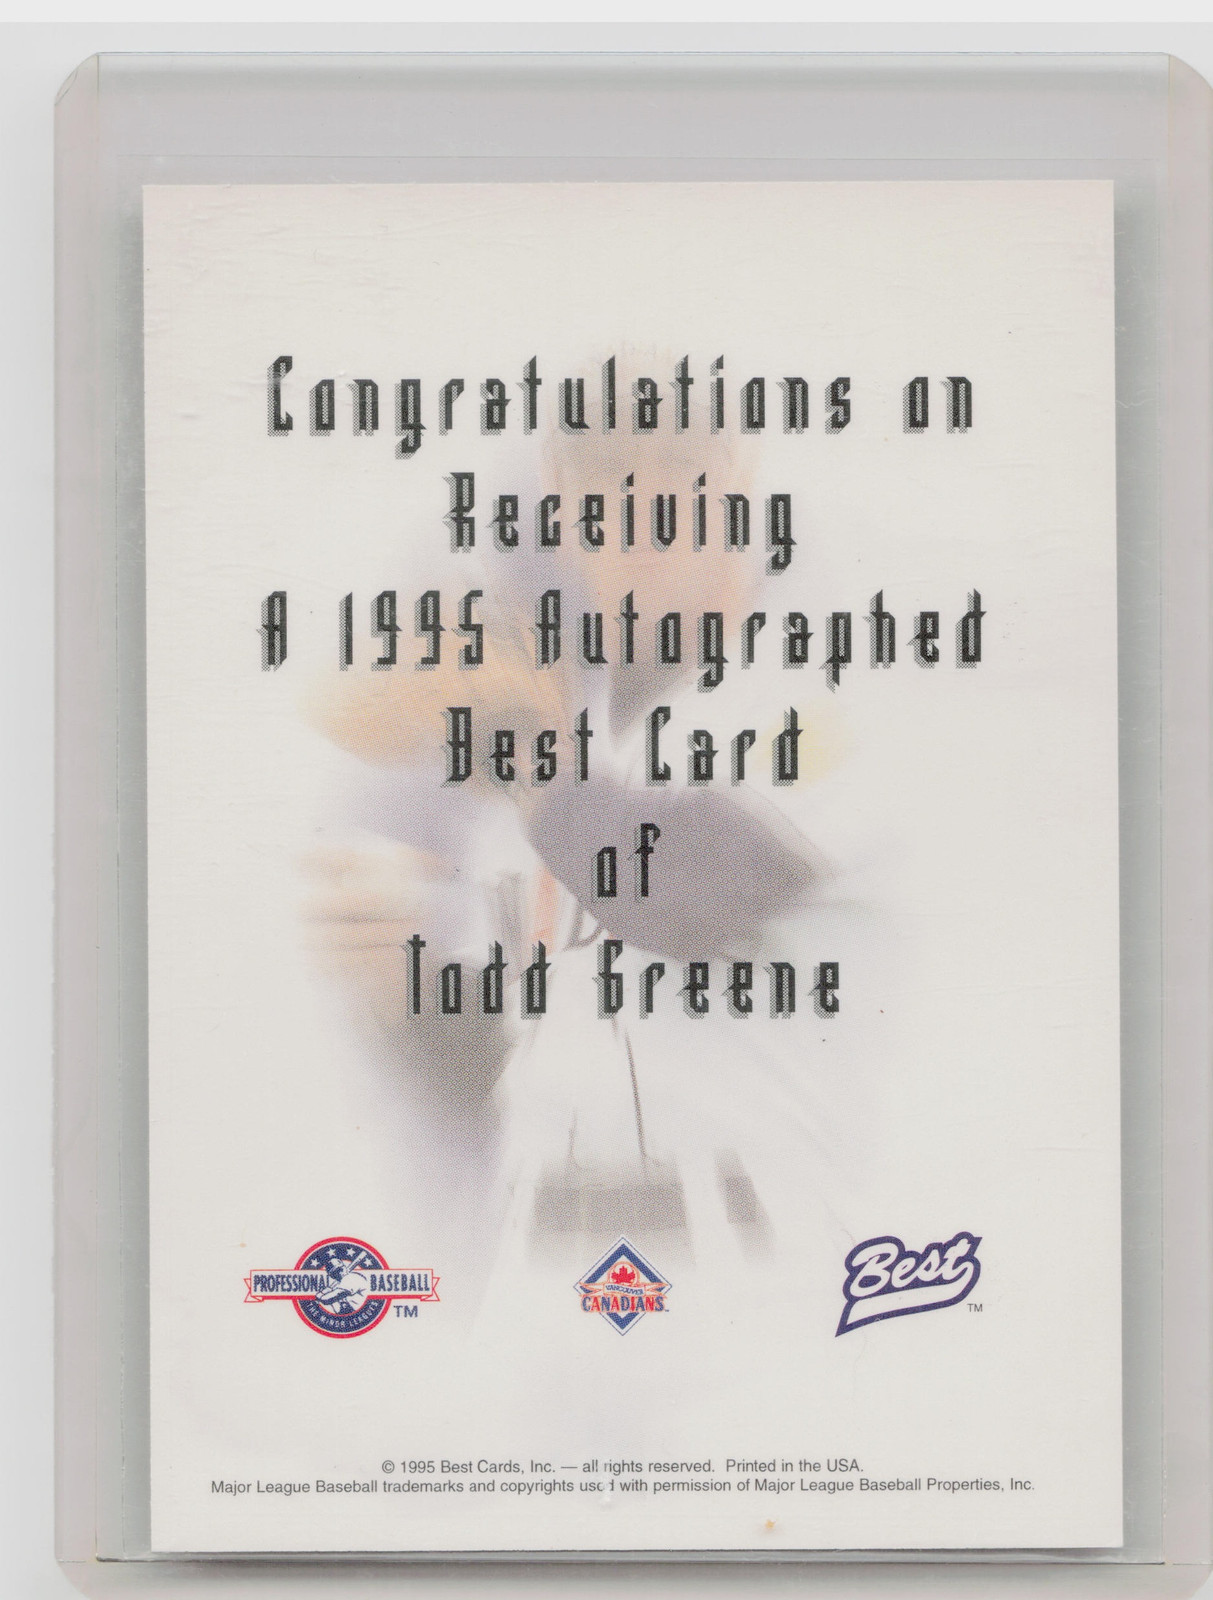 Congratulations on
Receiving
A 1995 Autographed
Best Card
of
Todd Greene
PROFESSIONAL BASEBALL
THE MINOR LEAGUES
TM
VANCOUVER
CANADIANS
Best
TM
© 1995 Best Cards, Inc. — all rights reserved. Printed in the USA.
Major League Baseball trademarks and copyrights used with permission of Major League Baseball Properties, Inc.